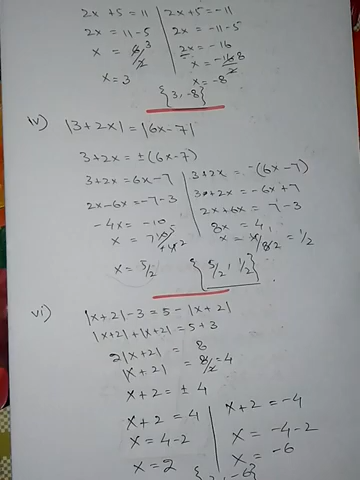 2x + 5 = 11 | 2x + 5 = -11
2x = 11 - 5 | 2x = -11 - 5
x = 6/2 3 | 2x = -16
x = -16/2 8
x = 3 | x = -8
{3, -8}
iv) |3 + 2x| = |6x - 7|
3 + 2x = ±(6x - 7)
3 + 2x = 6x - 7 | 3 + 2x = -(6x - 7)
2x - 6x = -7 - 3 | 3 + 2x = -6x + 7
-4x = -10 | 2x + 6x = 7 - 3
8x = 4
x = 5/2 | x = 4/8 2 = 1/2
{5/2, 1/2}
vi) |x + 2| - 3 = 5 - |x + 2|
|x + 2| + |x + 2| = 5 + 3
2|x + 2| = 8
|x + 2| = 8/2 = 4
x + 2 = ± 4
x + 2 = 4 | x + 2 = -4
x = 4 - 2 | x = -4 - 2
x = 2 | x = -6